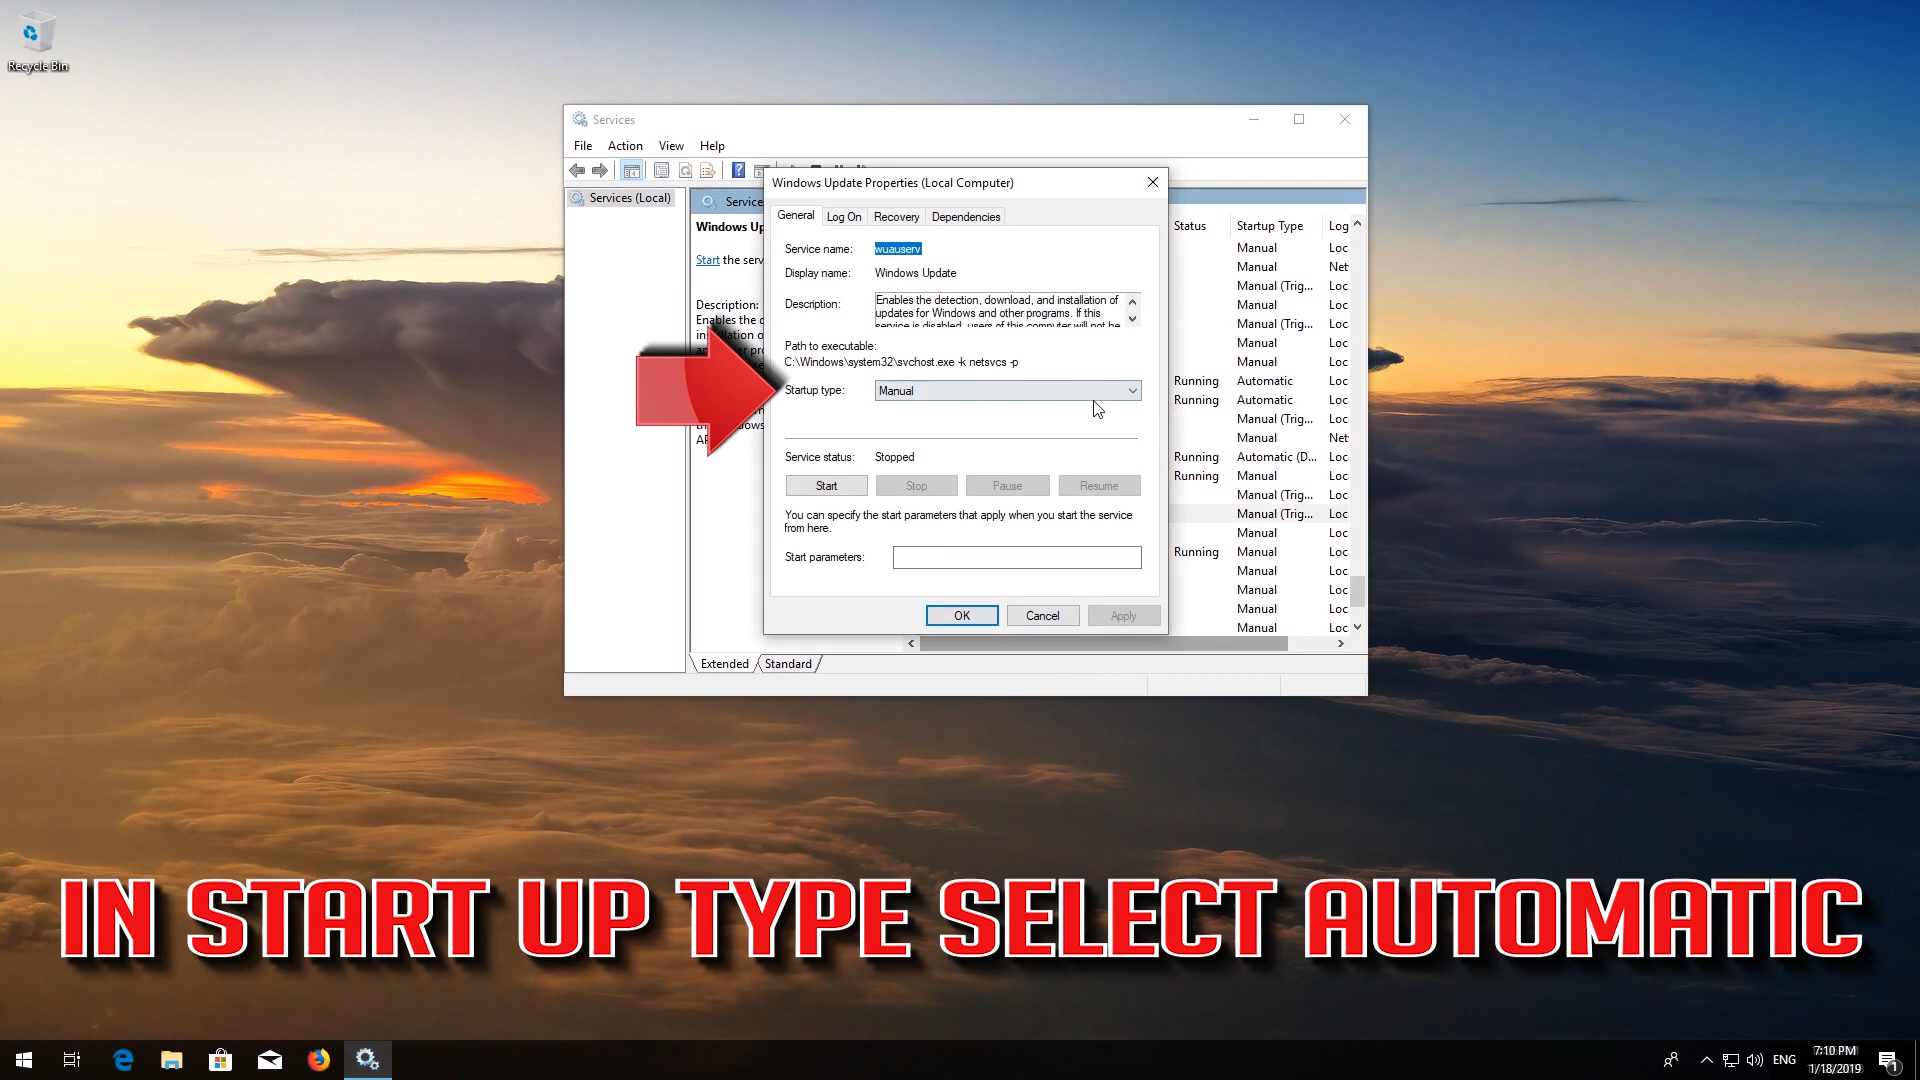 Recycle Bin
Services
File Action View Help
Services (Local)
Service
Windows Up
Start the serv
Description:
Enables the d
AP
Status Startup Type Log
Manual Loc
Manual Net
Manual (Trig... Loc
Manual Loc
Manual (Trig... Loc
Manual Loc
Manual Loc
Running Automatic Loc
Running Automatic Loc
Manual (Trig... Loc
Manual Net
Running Automatic (D... Loc
Running Manual Loc
Manual (Trig... Loc
Manual (Trig... Loc
Manual Loc
Running Manual Loc
Manual Loc
Manual Loc
Manual Loc
Manual Loc
Extended Standard
Windows Update Properties (Local Computer)
General Log On Recovery Dependencies
Service name: wuauserv
Display name: Windows Update
Description: Enables the detection, download, and installation of
updates for Windows and other programs. If this
service is disabled, users of this computer will not be
Path to executable:
C:\Windows\system32\svchost.exe -k netsvcs -p
Startup type: Manual
Service status: Stopped
Start Stop Pause Resume
You can specify the start parameters that apply when you start the service
from here.
Start parameters:
OK Cancel Apply
IN START UP TYPE SELECT AUTOMATIC
ENG
7:10 PM
1/18/2019
1